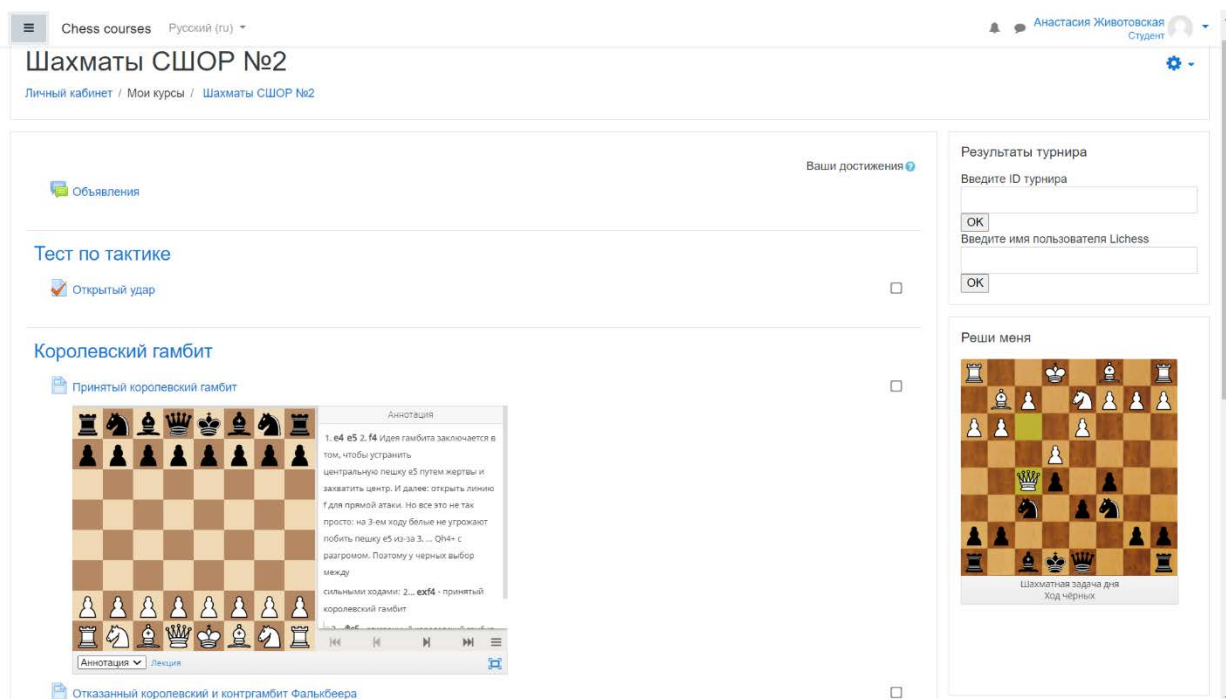 Chess courses Русский (ru)
Анастасия Животовская
Студент
Шахматы СШОР №2
Личный кабинет / Мои курсы / Шахматы СШОР №2
Ваши достижения
Объявления
Тест по тактике
Открытый удар
Королевский гамбит
Принятый королевский гамбит
Аннотация
1. e4 e5 2. f4 Идея гамбита заключается в
том, чтобы устранить
центральную пешку e5 путем жертвы и
захватить центр. И далее: открыть линию
f для прямой атаки. Но все это не так
просто: на 3-ем ходу белые не угрожают
побить пешку e5 из-за 3. ... Qh4+ с
разгромом. Поэтому у черных выбор
между
сильными ходами: 2... exf4 - принятый
королевский гамбит
Аннотация Лекция
Отказанный королевский и контргамбит Фалькбеера
Результаты турнира
Введите ID турнира
OK
Введите имя пользователя Lichess
OK
Реши меня
Шахматная задача дня
Ход чёрных